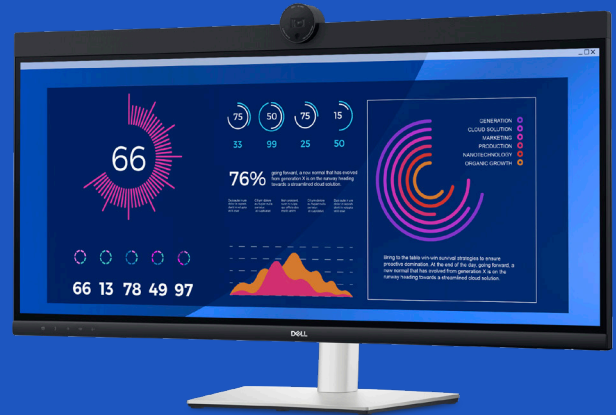 66
66 13 78 49 97
75 50 75 15
33 99 25 50
76%
going forward, a new normal that has evolved
from generation X is on the runway heading
towards a streamlined cloud solution.
GENERATION
CLOUD SOLUTION
MARKETING
PRODUCTION
NANOTECHNOLOGY
ORGANIC GROWTH
Bring to the table win-win survival strategies to ensure
proactive domination. At the end of the day, going forward, a
new normal that has evolved from generation X is on the
runway heading towards a streamlined cloud solution.
DELL